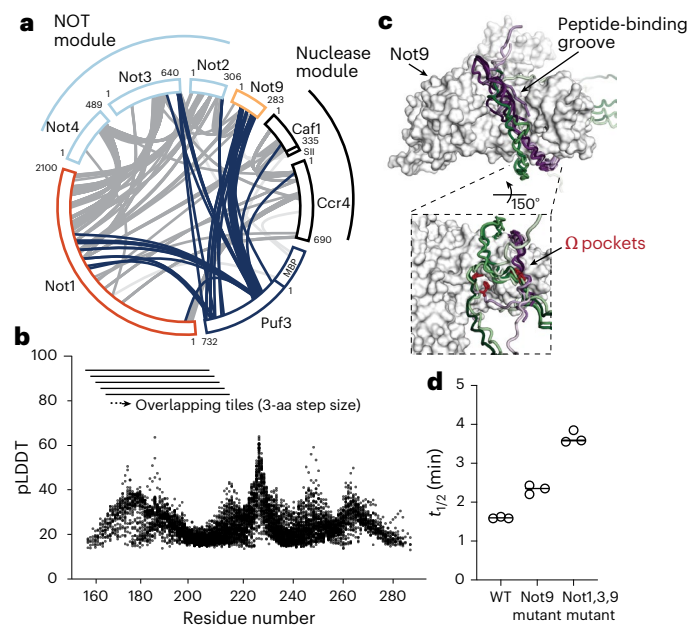 a
NOT
module
Not3
640
Not2
306
Not9
283
Nuclease
module
1
1
1
1
489
Not4
Caf1
335
SII
1
1
2100
Ccr4
690
MBP
Not1
1
Puf3
1
732
b
100
80
60
40
20
0
pLDDT
Overlapping tiles (3-aa step size)
160
180
200
220
240
260
280
Residue number
c
Not9
Peptide-binding
groove
150°
Ω pockets
d
5
4
3
2
1
0
t1/2 (min)
WT
Not9
mutant
Not1,3,9
mutant